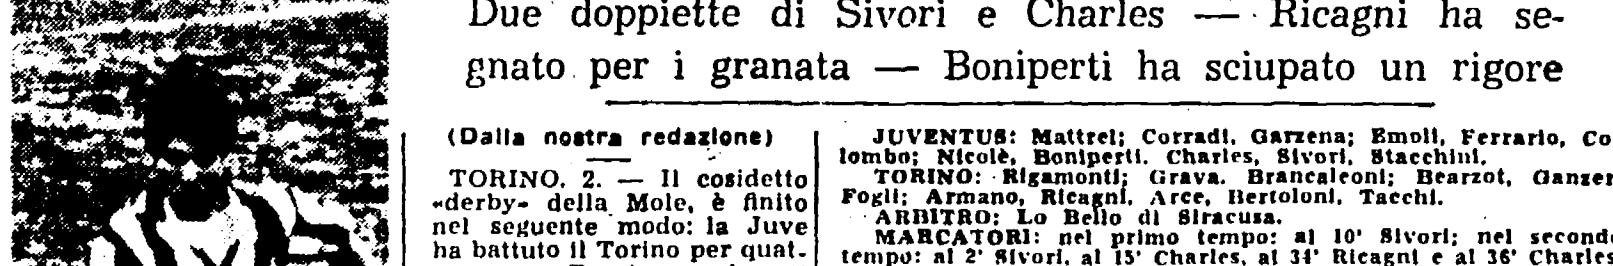 Due doppiette di Sivori e Charles — Ricagni ha se-
gnato per i granata — Boniperti ha sciupato un rigore
(Dalla nostra redazione)
TORINO, 2. — Il cosidetto
«derby» della Mole, è finito
nel seguente modo: la Juve
ha battuto il Torino per quat-
JUVENTUS: Mattrel; Corradi, Garzena; Emoli, Ferrario, Co
lombo; Nicolè, Boniperti, Charles, Sivori, Stacchini.
TORINO: Rigamonti; Grava, Brancaleoni; Bearzot, Ganzer
Fogli; Armano, Ricagni, Arce, Bertoloni, Tacchi.
ARBITRO: Lo Bello di Siracusa.
MARCATORI: nel primo tempo: al 10' Sivori; nel second
tempo: al 2' Sivori, al 15' Charles, al 34' Ricagni e al 36' Charles